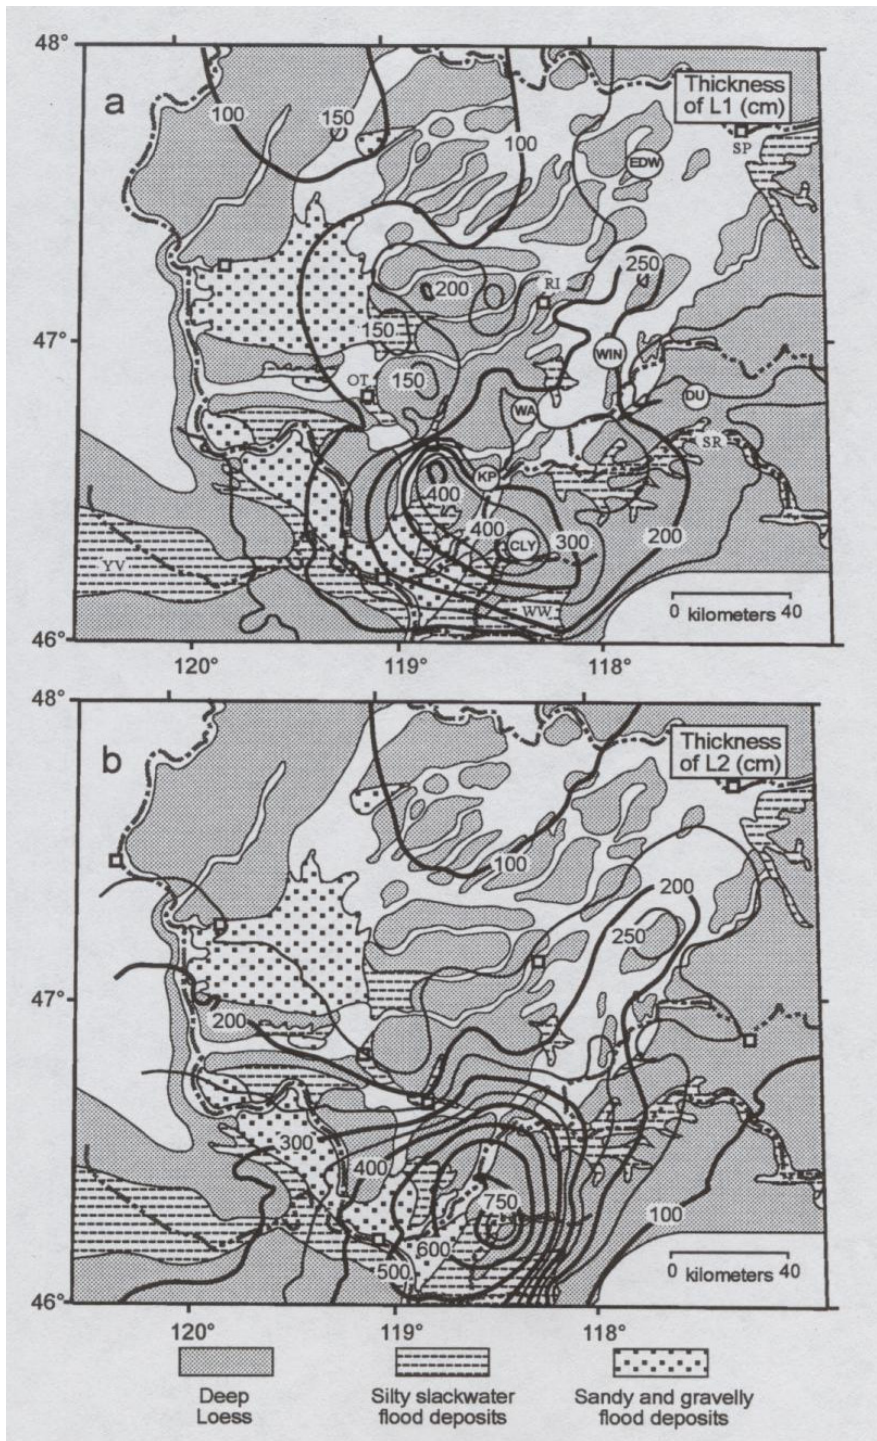 48°
a
Thickness
of L1 (cm)
100
150
100
SP
EDW
250
200
RI
47°
150
WIN
OT
150
WA
DU
SR
KP
400
400
CLY
300
200
YV
WW
0 kilometers 40
46°
120°
119°
118°
48°
b
Thickness
of L2 (cm)
100
200
250
47°
200
300
400
750
100
600
500
0 kilometers 40
46°
120°
119°
118°
Deep
Loess
Silty slackwater
flood deposits
Sandy and gravelly
flood deposits